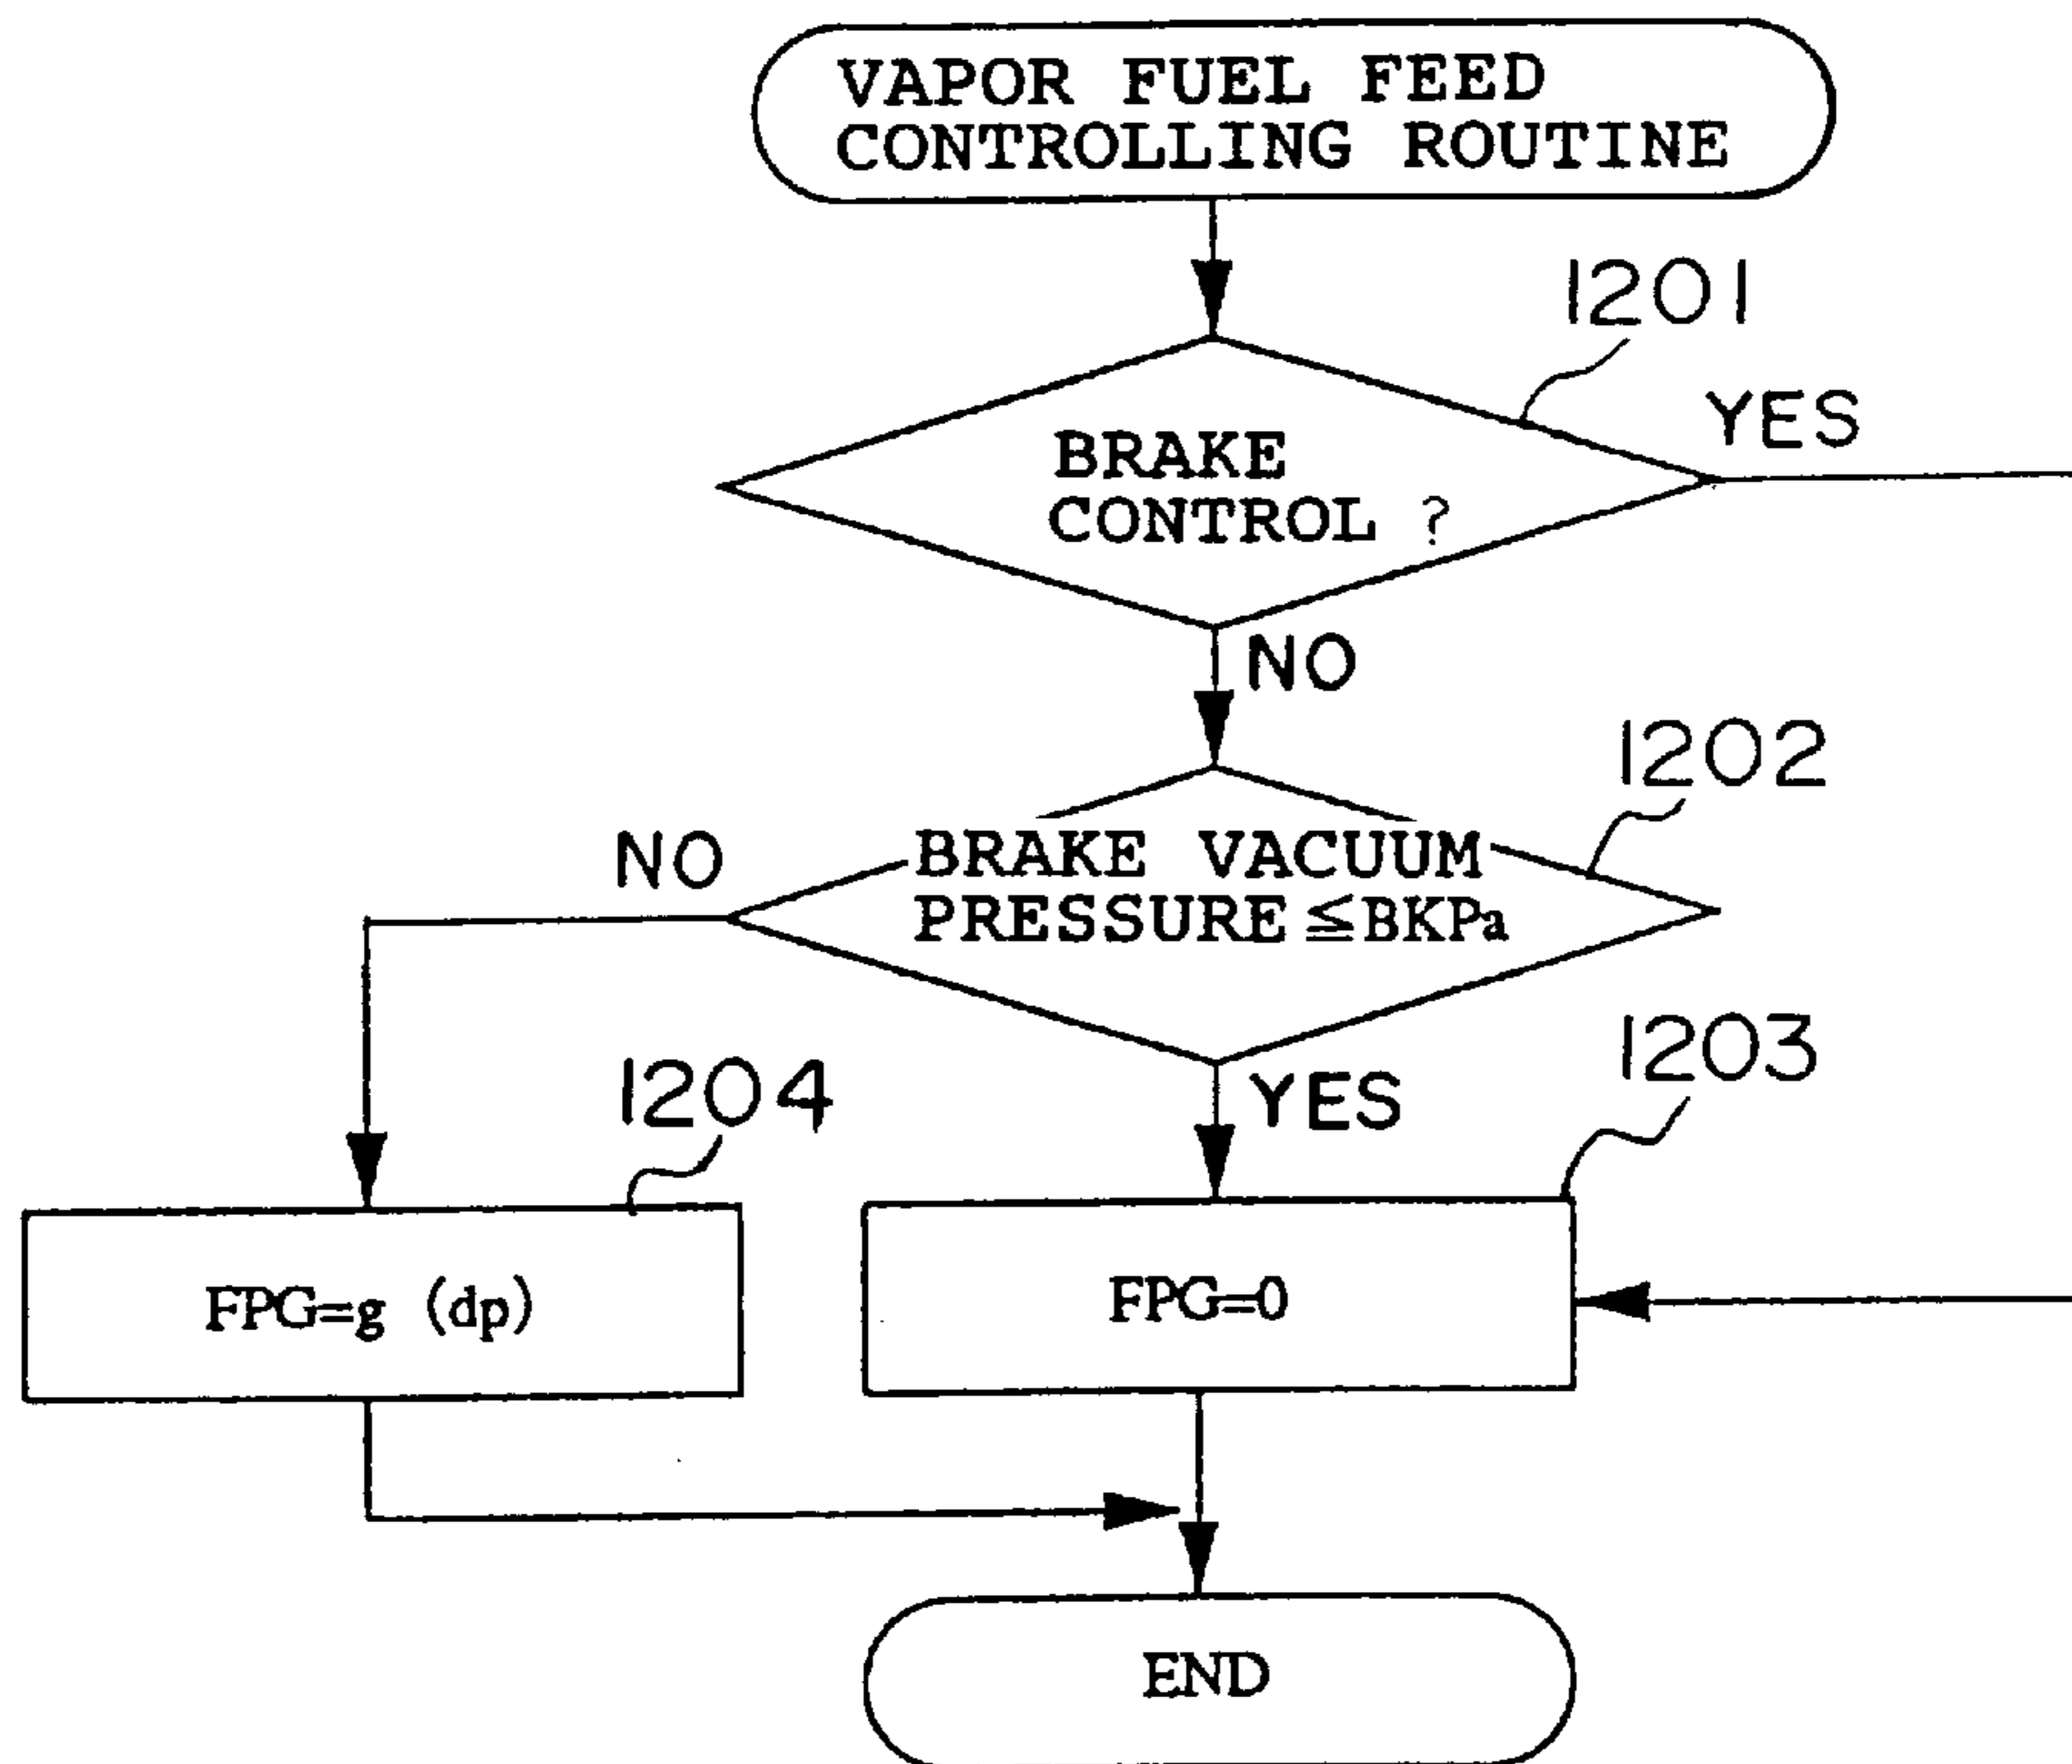 VAPOR FUEL FEED
CONTROLLING ROUTINE
1201
YES
BRAKE
CONTROL ?
NO
1202
NO
BRAKE VACUUM
PRESSURE≦BKPa
1203
1204
YES
FPG=g (dp)
FPG=0
END